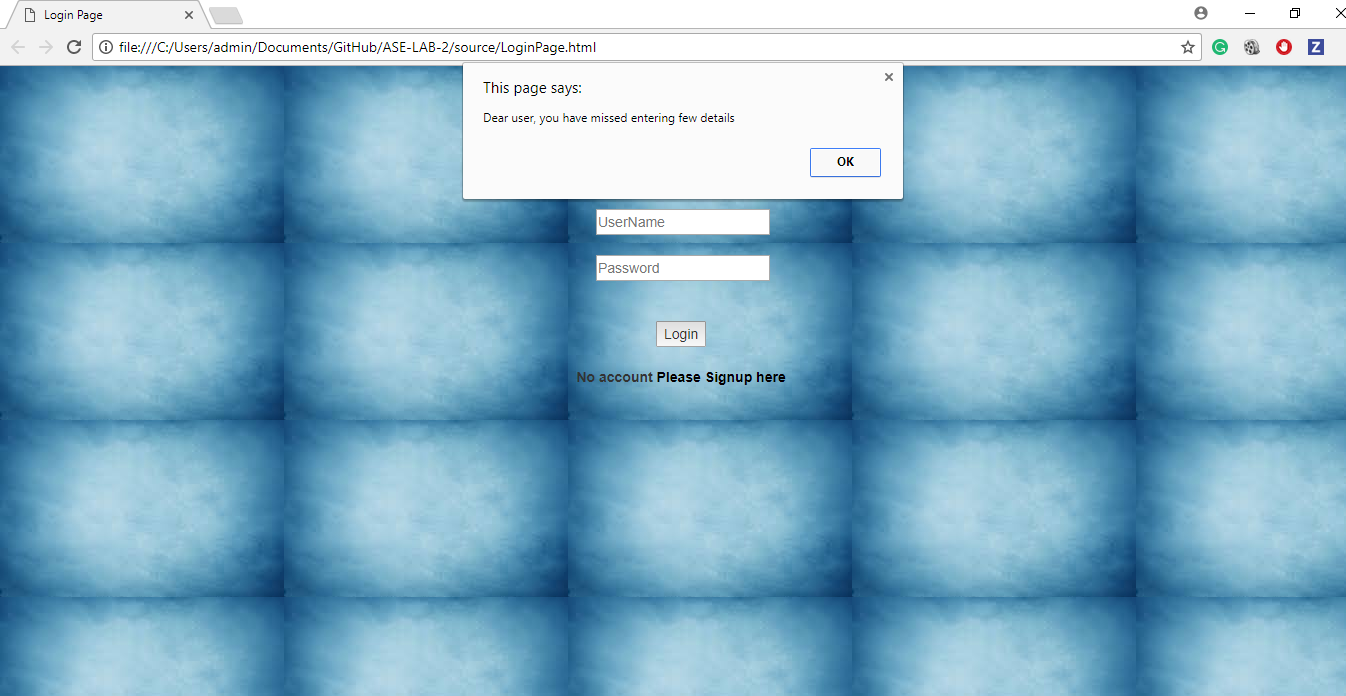 Login Page
file:///C:/Users/admin/Documents/GitHub/ASE-LAB-2/source/LoginPage.html
G
Z
This page says:
Dear user, you have missed entering few details
OK
UserName
Password
Login
No account Please Signup here